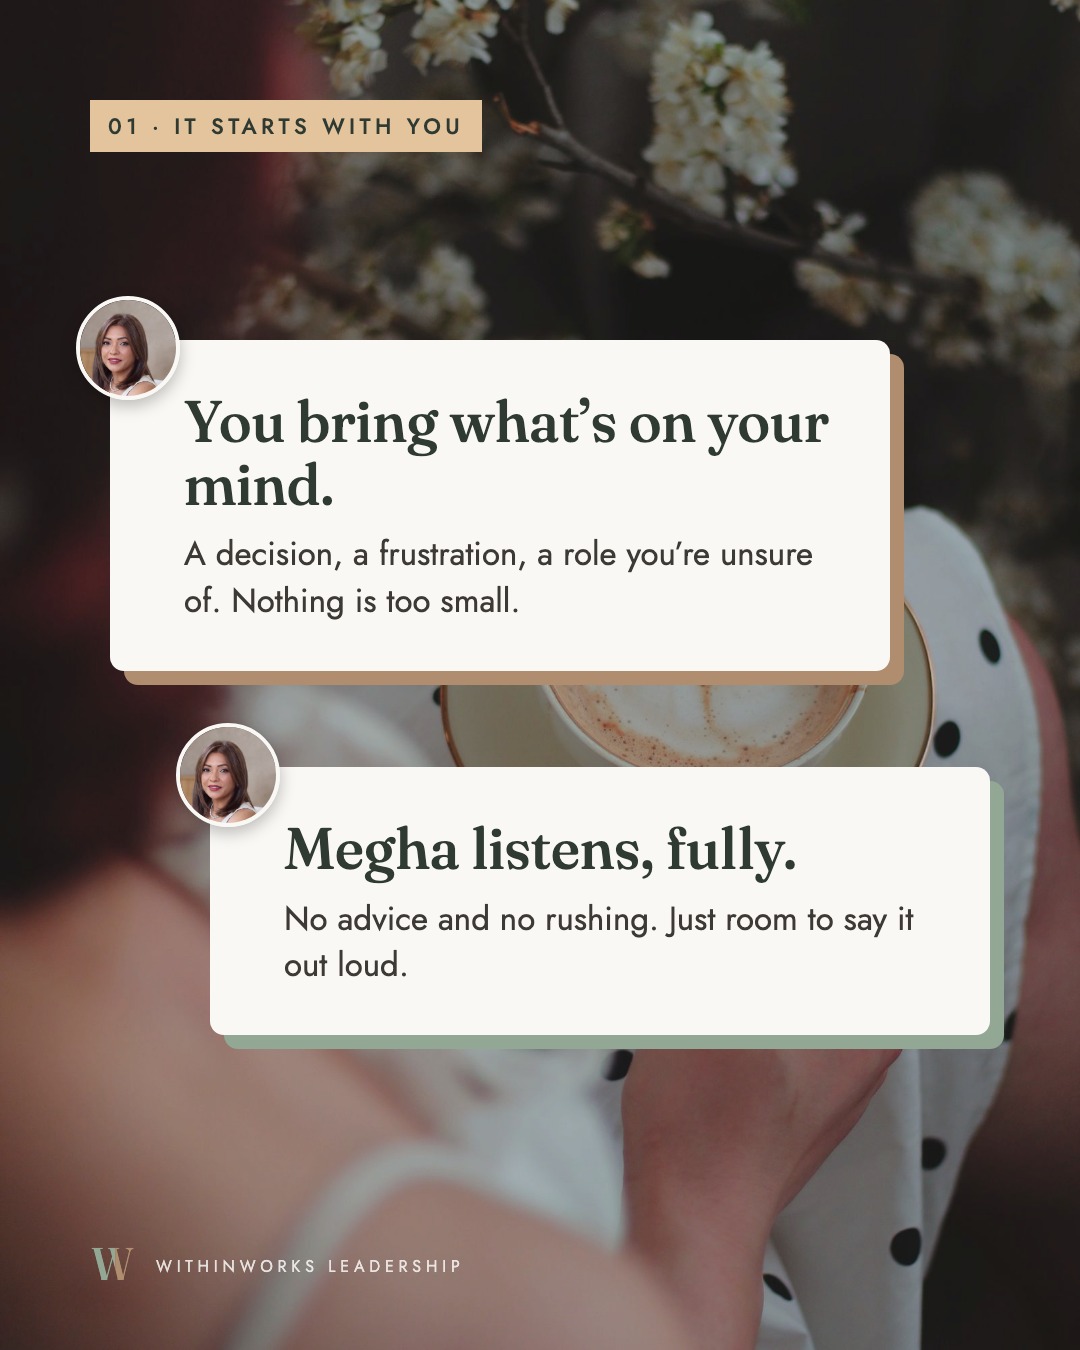 01 · IT STARTS WITH YOU
You bring what’s on your
mind.
A decision, a frustration, a role you’re unsure
of. Nothing is too small.
Megha listens, fully.
No advice and no rushing. Just room to say it
out loud.
W WITHINWORKS LEADERSHIP